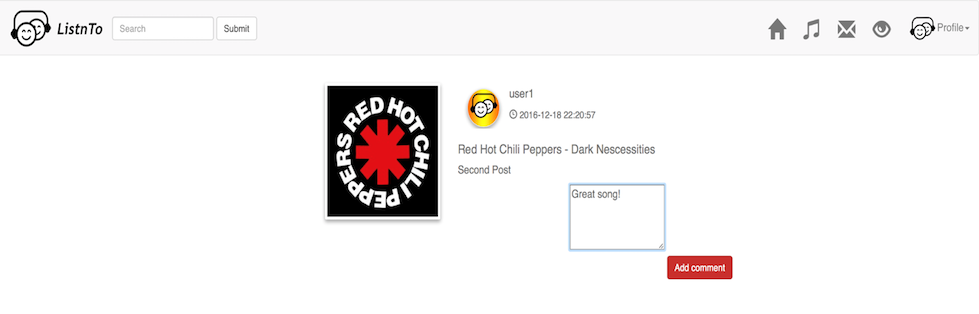 ListnTo
Search
Submit
Profile
RED HOT CHILI PEPPERS
user1
2016-12-18 22:20:57
Red Hot Chili Peppers - Dark Nescessities
Second Post
Great song!
Add comment